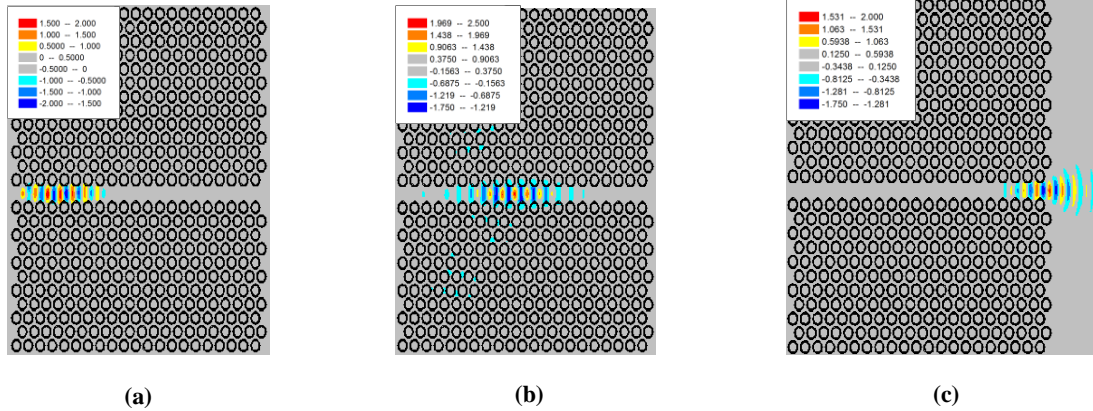 1.500 -- 2.000
1.000 -- 1.500
0.5000 -- 1.000
0 -- 0.5000
-0.5000 -- 0
-1.000 -- -0.5000
-1.500 -- -1.000
-2.000 -- -1.500
1.969 -- 2.500
1.438 -- 1.969
0.9063 -- 1.438
0.3750 -- 0.9063
-0.1563 -- 0.3750
-0.6875 -- -0.1563
-1.219 -- -0.6875
-1.750 -- -1.219
1.531 -- 2.000
1.063 -- 1.531
0.5938 -- 1.063
0.1250 -- 0.5938
-0.3438 -- 0.1250
-0.8125 -- -0.3438
-1.281 -- -0.8125
-1.750 -- -1.281
(a)
(b)
(c)